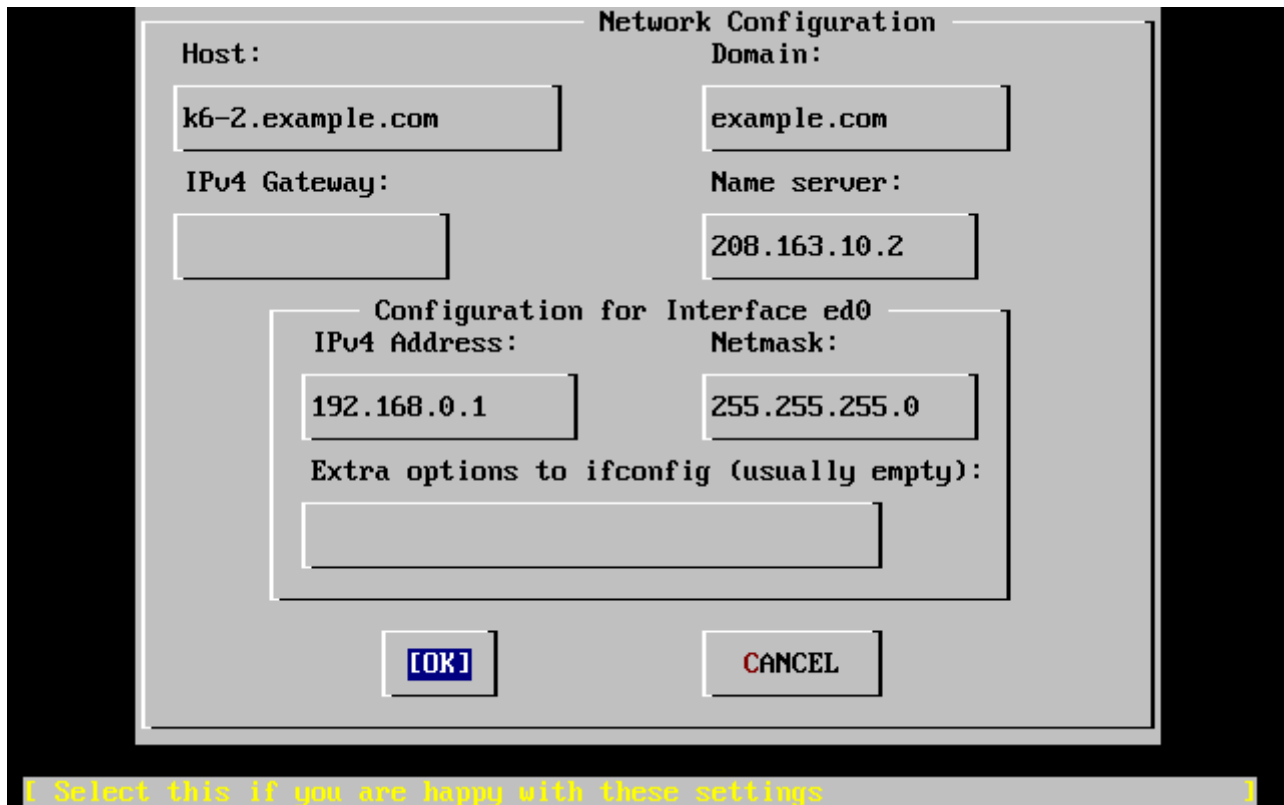 Network Configuration
Host: Domain:
k6-2.example.com example.com
IPv4 Gateway: Name server:
208.163.10.2
Configuration for Interface ed0
IPv4 Address: Netmask:
192.168.0.1 255.255.255.0
Extra options to ifconfig (usually empty):
[OK] CANCEL
[ Select this if you are happy with these settings ]